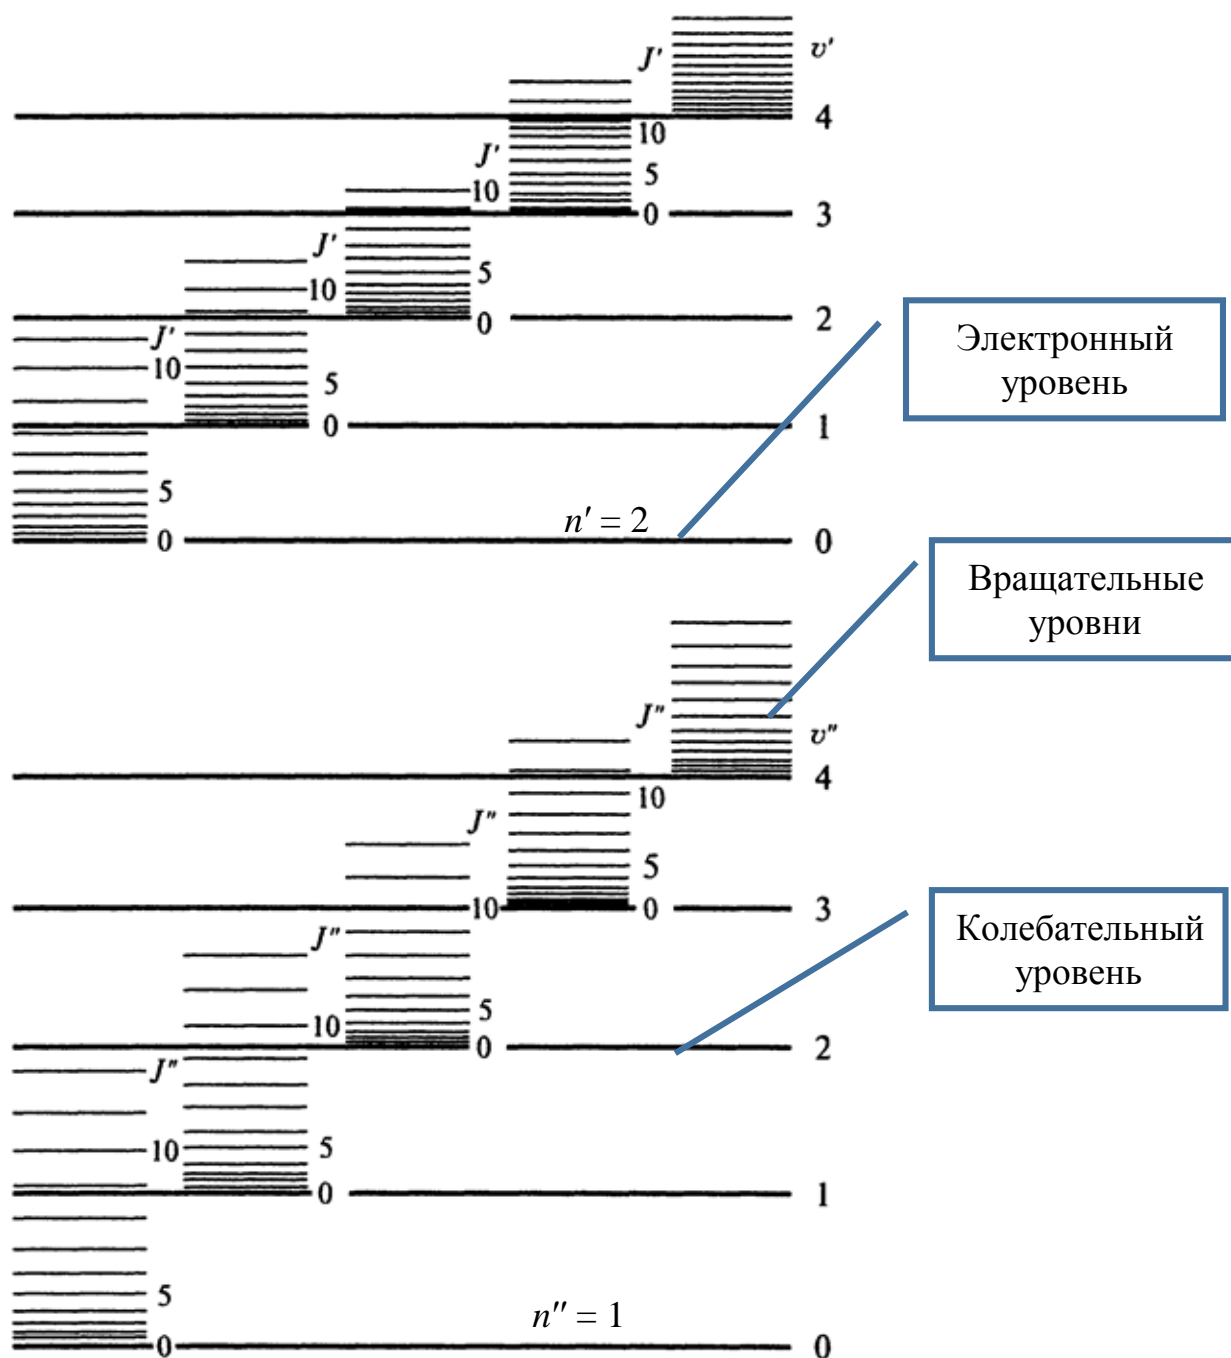 J′ v′
4
10
J′
5
10
0 3
J′
5
10
0 2
Электронный
уровень
J′
10
5
0 1
5
n′ = 2
0 0
Вращательные
уровни
J″
v″
4
10
J″
5
10 0 3
Колебательный
уровень
J″
5
10
0 2
J″
10 5
0 1
5
n″ = 1
0 0